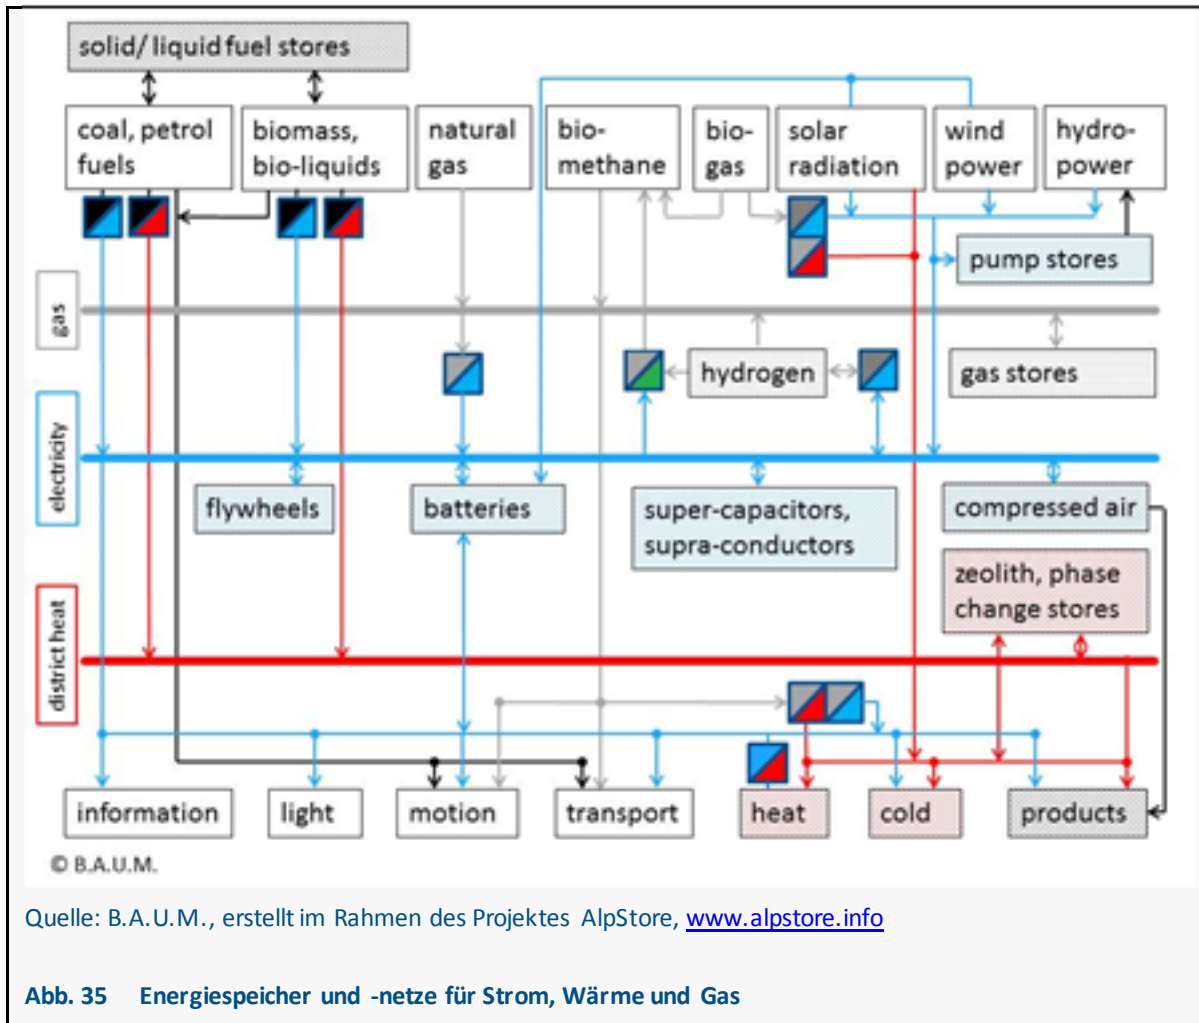 solid/ liquid fuel stores
coal, petrol
fuels
biomass,
bio-liquids
natural
gas
bio-
methane
bio-
gas
solar
radiation
wind
power
hydro-
power
pump stores
gas
hydrogen
gas stores
electricity
flywheels
batteries
super-capacitors,
supra-conductors
compressed air
zeolith, phase
change stores
district heat
information
light
motion
transport
heat
cold
products
© B.A.U.M.
Quelle: B.A.U.M., erstellt im Rahmen des Projektes AlpStore, www.alpstore.info
Abb. 35 Energiespeicher und -netze für Strom, Wärme und Gas